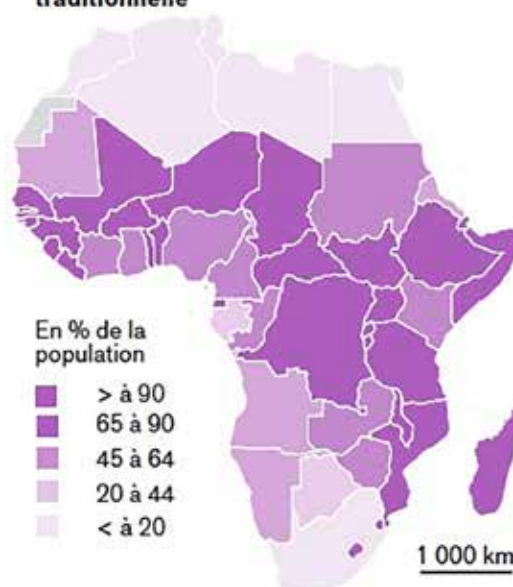 traditionnelle
En % de la
population
> à 90
65 à 90
45 à 64
20 à 44
< à 20
1 000 km